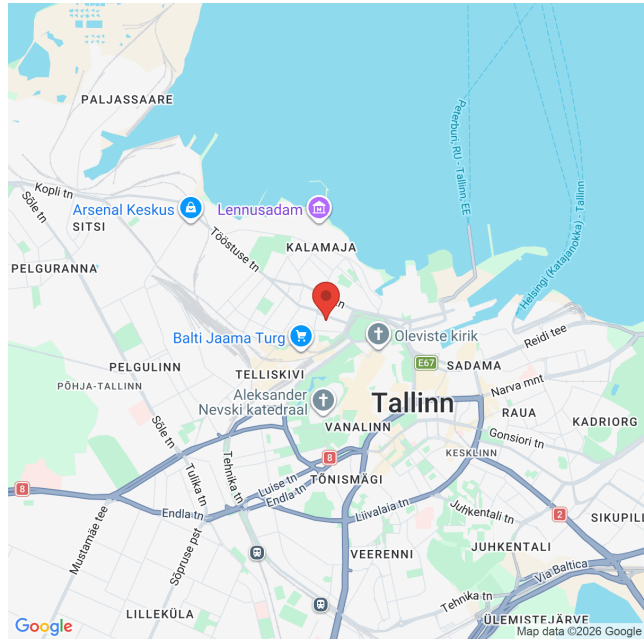 PALJASSAARE
Peterburi, RU - Tallinn, EE
Helsingi (Katajanokka) - Tallinn
Kopli tn
Sõle tn
SITSI
Arsenal Keskus
Lennusadam
KALAMAJA
Tööstuse tn
PELGURANNA
tn
Balti Jaama Turg
Oleviste kirik
Reidi tee
E67
SADAMA
PELGULINN
TELLISKIVI
PÕHJA-TALLINN
Aleksander
Nevski katedraal
Tallinn
Narva mnt
RAUA
KADRIORG
VANALINN
Gonsiori tn
Sõle tn
KESKLINN
Tehnika tn
8
Luise tn
TÕNISMÄGI
Tulika tn
8
Endla tn
Mustamäe tee
Endla tn
Liivalaia tn
Juhkentali tn
2
SIKUPILLI
Sõpruse pst
VEERENNI
JUHKENTALI
Via Baltica
Tehnika tn
LILLEKÜLA
ÜLEMISTEJÄRVE
Google
Map data ©2026 Google